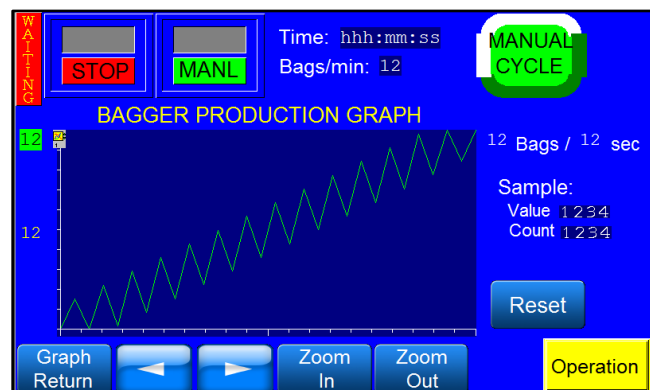 WAITING
STOP
MANL
Time: hhh:mm:ss
Bags/min: 12
MANUAL
CYCLE
BAGGER PRODUCTION GRAPH
12
12 Bags / 12 sec
Sample:
Value 1234
Count 1234
12
Reset
Graph
Return
Zoom
In
Zoom
Out
Operation